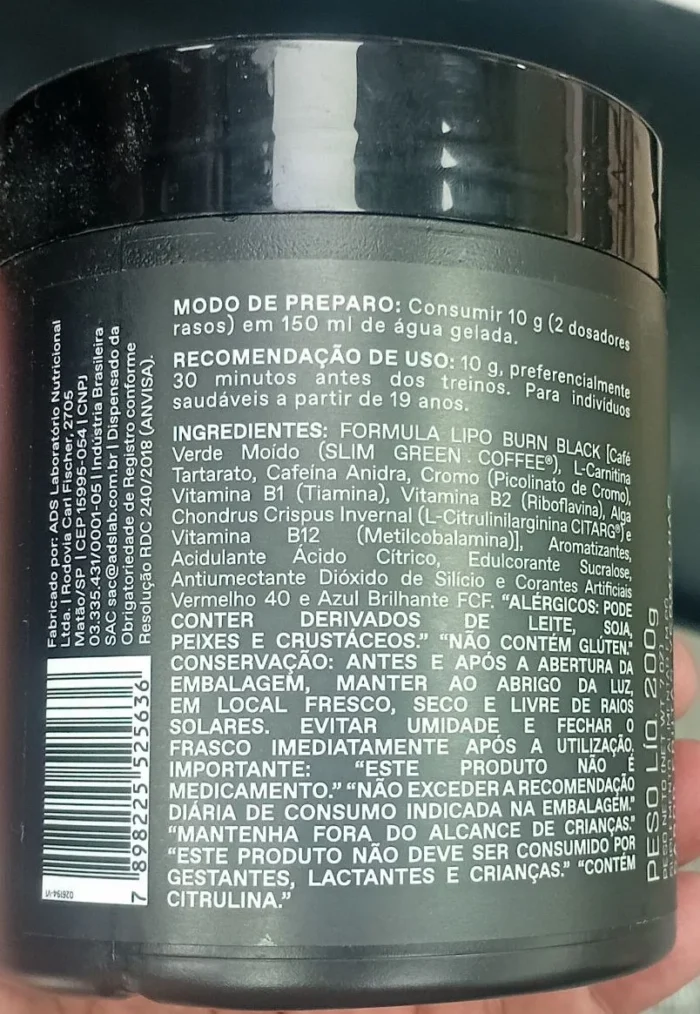 MODO DE PREPARO: Consumir 10 g (2 dosadores
rasos) em 150 ml de água gelada.
RECOMENDAÇÃO DE USO: 10 g, preferencialmente
30 minutos antes dos treinos. Para indivíduos
saudáveis a partir de 19 anos.
INGREDIENTES: FORMULA LIPO BURN BLACK [Café
Verde Moído (SLIM GREEN COFFEE®), L-Carnitina
Tartarato, Cafeína Anidra, Cromo (Picolinato de Cromo),
Vitamina B1 (Tiamina), Vitamina B2 (Riboflavina), Alga
Chondrus Crispus Invernal (L-Citrulinilarginina CITARG®) e
Vitamina B12 (Metilcobalamina)], Aromatizantes,
Acidulante Ácido Cítrico, Edulcorante Sucralose,
Antiumectante Dióxido de Silício e Corantes Artificiais
Vermelho 40 e Azul Brilhante FCF. “ALÉRGICOS: PODE
CONTER DERIVADOS DE LEITE, SOJA,
PEIXES E CRUSTÁCEOS.” “NÃO CONTÉM GLÚTEN.”
CONSERVAÇÃO: ANTES E APÓS A ABERTURA DA
EMBALAGEM, MANTER AO ABRIGO DA LUZ,
EM LOCAL FRESCO, SECO E LIVRE DE RAIOS
SOLARES. EVITAR UMIDADE E FECHAR O
FRASCO IMEDIATAMENTE APÓS A UTILIZAÇÃO.
IMPORTANTE: “ESTE PRODUTO NÃO É
MEDICAMENTO.” “NÃO EXCEDER A RECOMENDAÇÃO
DIÁRIA DE CONSUMO INDICADA NA EMBALAGEM.”
“MANTENHA FORA DO ALCANCE DE CRIANÇAS.”
“ESTE PRODUTO NÃO DEVE SER CONSUMIDO POR
GESTANTES, LACTANTES E CRIANÇAS.” “CONTÉM
CITRULINA.”
Fabricado por: ADS Laboratório Nutricional
Ltda. | Rodovia Carl Fischer, 2705
Matão/SP | CEP 15995-054 | CNPJ
03.335.431/0001-05 | Indústria Brasileira
SAC sac@adslab.com.br | Dispensado da
Obrigatoriedade de Registro conforme
Resolução RDC 240/2018 (ANVISA).
7 898225 525636
026194-V1
PESO LÍQ. 200g